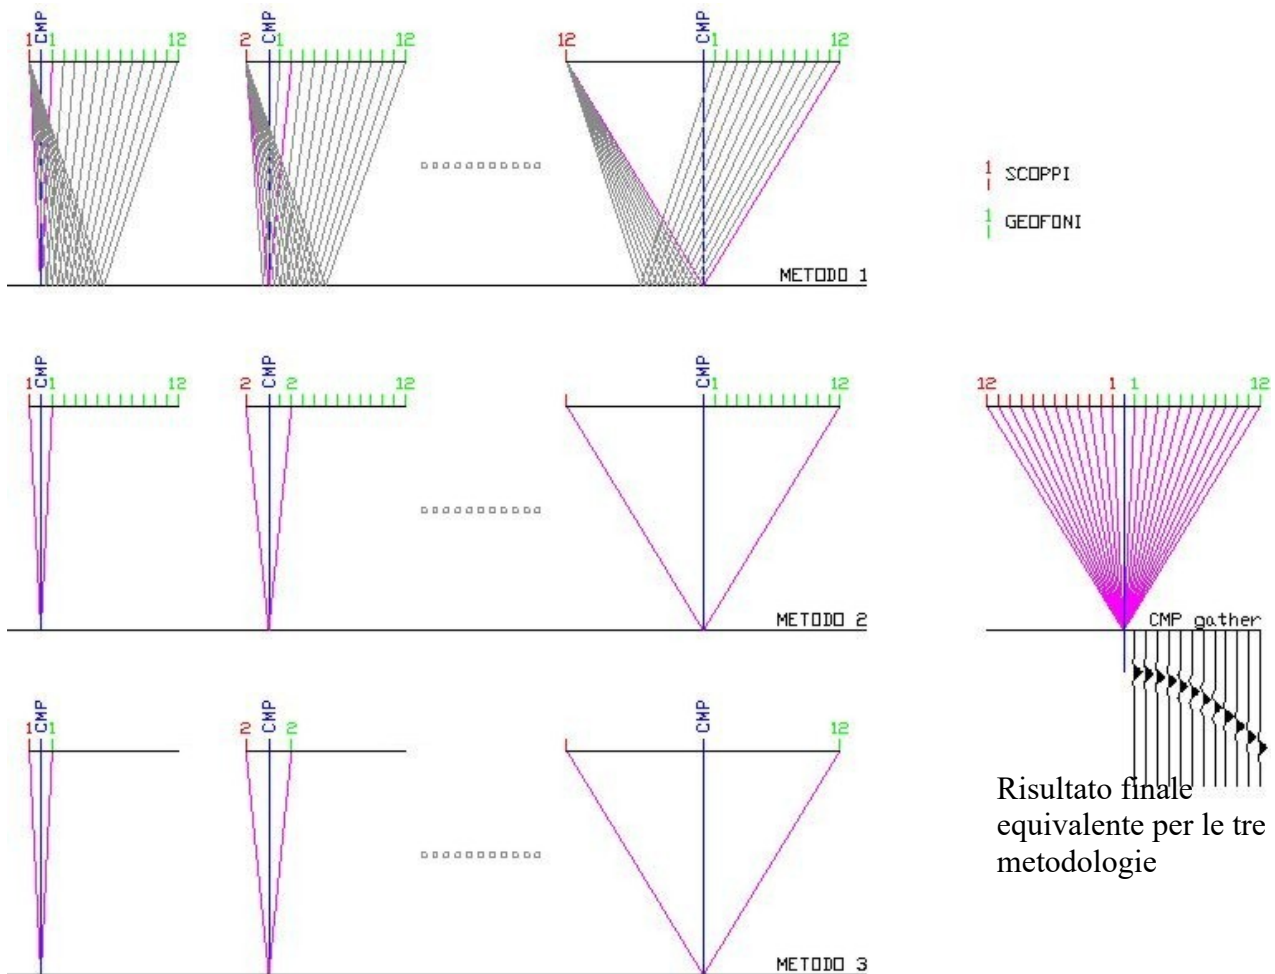 1 CMP 1 12
2 CMP 1 12
12 CMP 1 12
1 SCOPPI
1 GEOFONI
METODO 1
1 CMP 1 12
2 CMP 2 12
CMP 1 12
12 1 1 12
METODO 2
CMP gather
1 CMP 1
2 CMP 2
1 CMP 12
METODO 3
Risultato finale
equivalente per le tre
metodologie